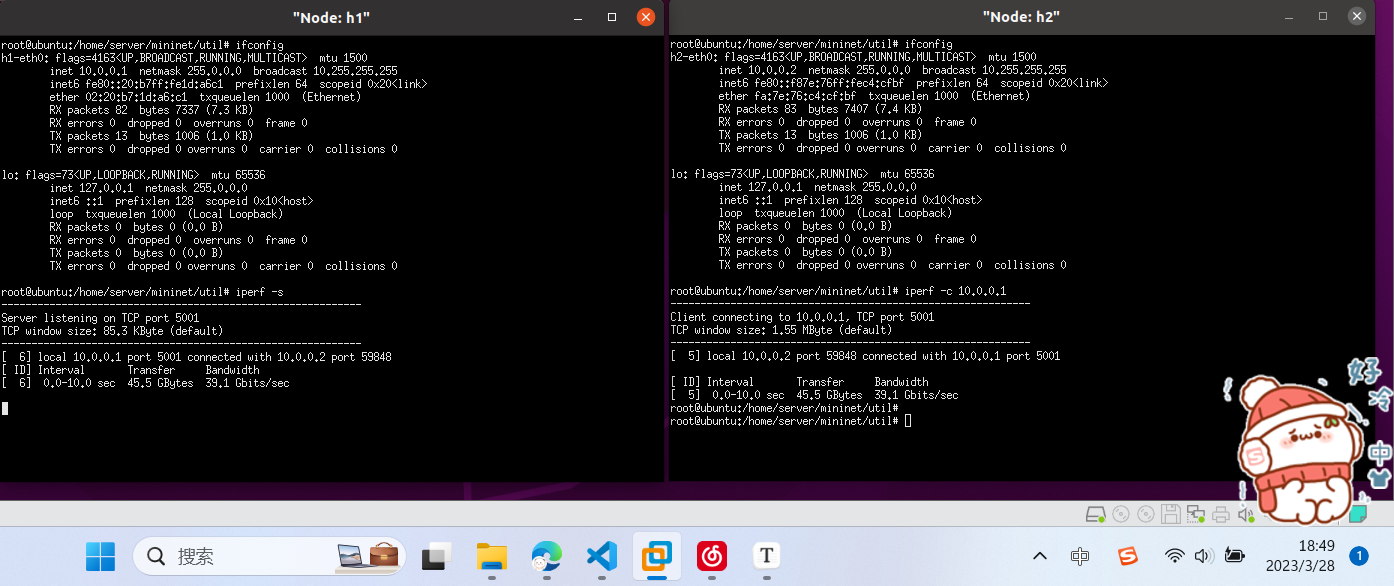 "Node: h1"
root@ubuntu:/home/server/mininet/util# ifconfig
h1-eth0: flags=4163<UP,BROADCAST,RUNNING,MULTICAST>  mtu 1500
        inet 10.0.0.1  netmask 255.0.0.0  broadcast 10.255.255.255
        inet6 fe80::20:b7ff:fe1d:a6c1  prefixlen 64  scopeid 0x20<link>
        ether 02:20:b7:1d:a6:c1  txqueuelen 1000  (Ethernet)
        RX packets 82  bytes 7337 (7.3 KB)
        RX errors 0  dropped 0  overruns 0  frame 0
        TX packets 13  bytes 1006 (1.0 KB)
        TX errors 0  dropped 0 overruns 0  carrier 0  collisions 0
lo: flags=73<UP,LOOPBACK,RUNNING>  mtu 65536
        inet 127.0.0.1  netmask 255.0.0.0
        inet6 ::1  prefixlen 128  scopeid 0x10<host>
        loop  txqueuelen 1000  (Local Loopback)
        RX packets 0  bytes 0 (0.0 B)
        RX errors 0  dropped 0  overruns 0  frame 0
        TX packets 0  bytes 0 (0.0 B)
        TX errors 0  dropped 0 overruns 0  carrier 0  collisions 0
root@ubuntu:/home/server/mininet/util# iperf -s
------------------------------------------------------------
Server listening on TCP port 5001
TCP window size: 85.3 KByte (default)
------------------------------------------------------------
[  6] local 10.0.0.1 port 5001 connected with 10.0.0.2 port 59848
[ ID] Interval       Transfer     Bandwidth
[  6]  0.0-10.0 sec  45.5 GBytes  39.1 Gbits/sec
"Node: h2"
root@ubuntu:/home/server/mininet/util# ifconfig
h2-eth0: flags=4163<UP,BROADCAST,RUNNING,MULTICAST>  mtu 1500
        inet 10.0.0.2  netmask 255.0.0.0  broadcast 10.255.255.255
        inet6 fe80::f87e:76ff:fec4:cfbf  prefixlen 64  scopeid 0x20<link>
        ether fa:7e:76:c4:cf:bf  txqueuelen 1000  (Ethernet)
        RX packets 83  bytes 7407 (7.4 KB)
        RX errors 0  dropped 0  overruns 0  frame 0
        TX packets 13  bytes 1006 (1.0 KB)
        TX errors 0  dropped 0 overruns 0  carrier 0  collisions 0
lo: flags=73<UP,LOOPBACK,RUNNING>  mtu 65536
        inet 127.0.0.1  netmask 255.0.0.0
        inet6 ::1  prefixlen 128  scopeid 0x10<host>
        loop  txqueuelen 1000  (Local Loopback)
        RX packets 0  bytes 0 (0.0 B)
        RX errors 0  dropped 0  overruns 0  frame 0
        TX packets 0  bytes 0 (0.0 B)
        TX errors 0  dropped 0 overruns 0  carrier 0  collisions 0
root@ubuntu:/home/server/mininet/util# iperf -c 10.0.0.1
------------------------------------------------------------
Client connecting to 10.0.0.1, TCP port 5001
TCP window size: 1.55 MByte (default)
------------------------------------------------------------
[  5] local 10.0.0.2 port 59848 connected with 10.0.0.1 port 5001
[ ID] Interval       Transfer     Bandwidth
[  5]  0.0-10.0 sec  45.5 GBytes  39.1 Gbits/sec
root@ubuntu:/home/server/mininet/util#
root@ubuntu:/home/server/mininet/util#
好
冷
中
搜索
T
中
S
18:49
2023/3/28
1